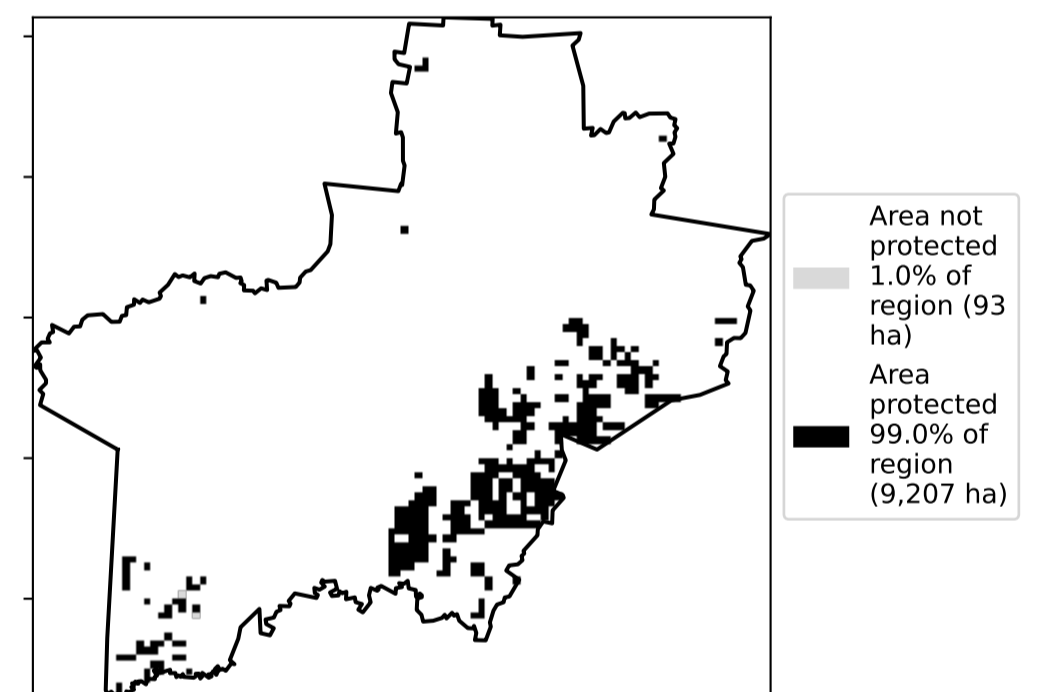 Area not
protected
1.0% of
region (93
ha)
Area
protected
99.0% of
region
(9,207 ha)